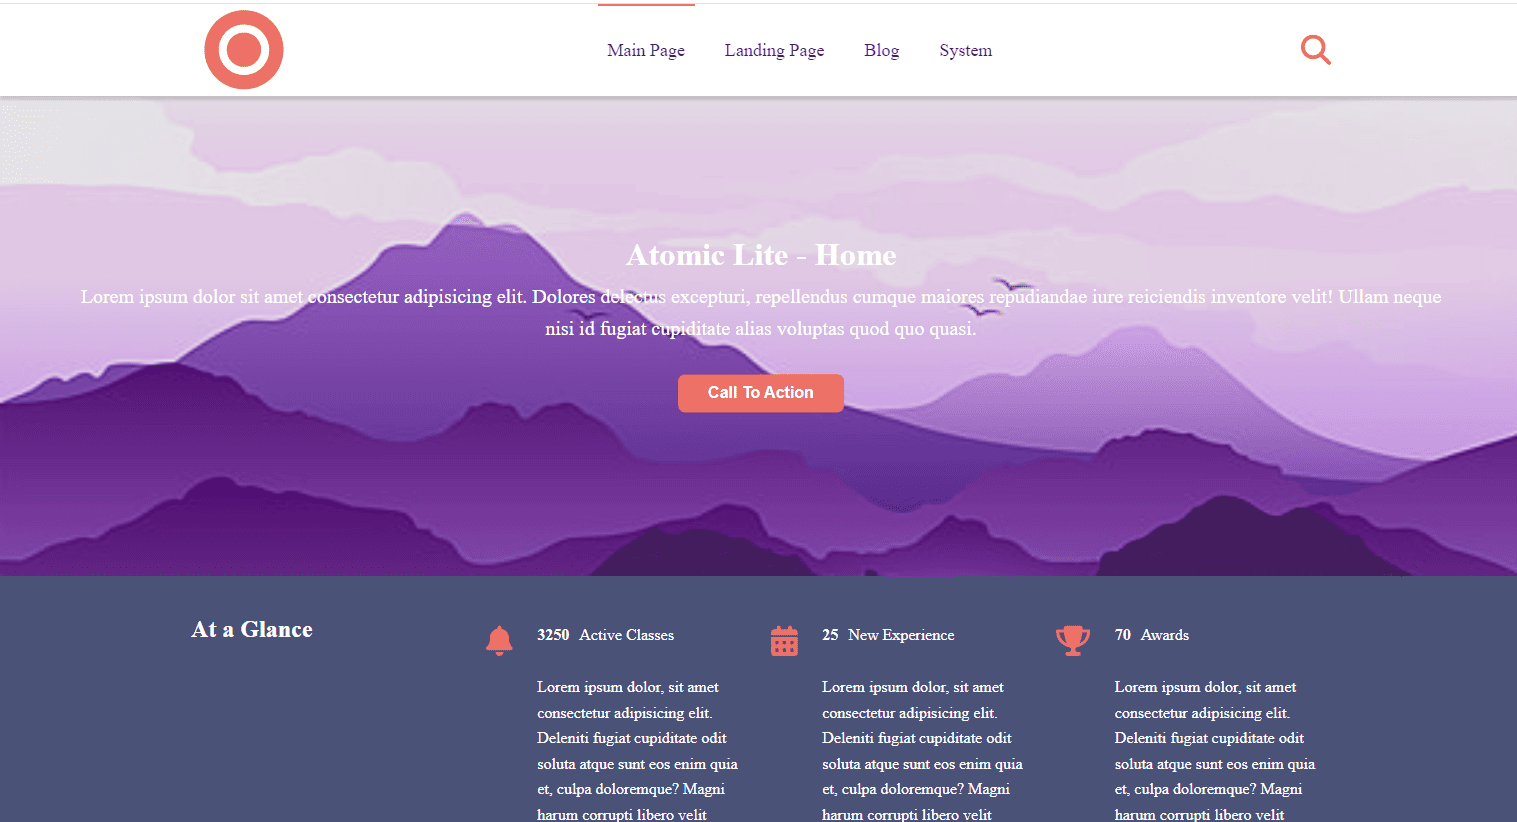 Main Page Landing Page Blog System
Atomic Lite - Home
Lorem ipsum dolor sit amet consectetur adipisicing elit. Dolores delectus excepturi, repellendus cumque maiores repudiandae iure reiciendis inventore velit! Ullam neque
nisi id fugiat cupiditate alias voluptas quod quo quasi.
Call To Action
At a Glance
3250 Active Classes
Lorem ipsum dolor, sit amet
consectetur adipisicing elit.
Deleniti fugiat cupiditate odit
soluta atque sunt eos enim quia
et, culpa doloremque? Magni
harum corrupti libero velit
25 New Experience
Lorem ipsum dolor, sit amet
consectetur adipisicing elit.
Deleniti fugiat cupiditate odit
soluta atque sunt eos enim quia
et, culpa doloremque? Magni
harum corrupti libero velit
70 Awards
Lorem ipsum dolor, sit amet
consectetur adipisicing elit.
Deleniti fugiat cupiditate odit
soluta atque sunt eos enim quia
et, culpa doloremque? Magni
harum corrupti libero velit